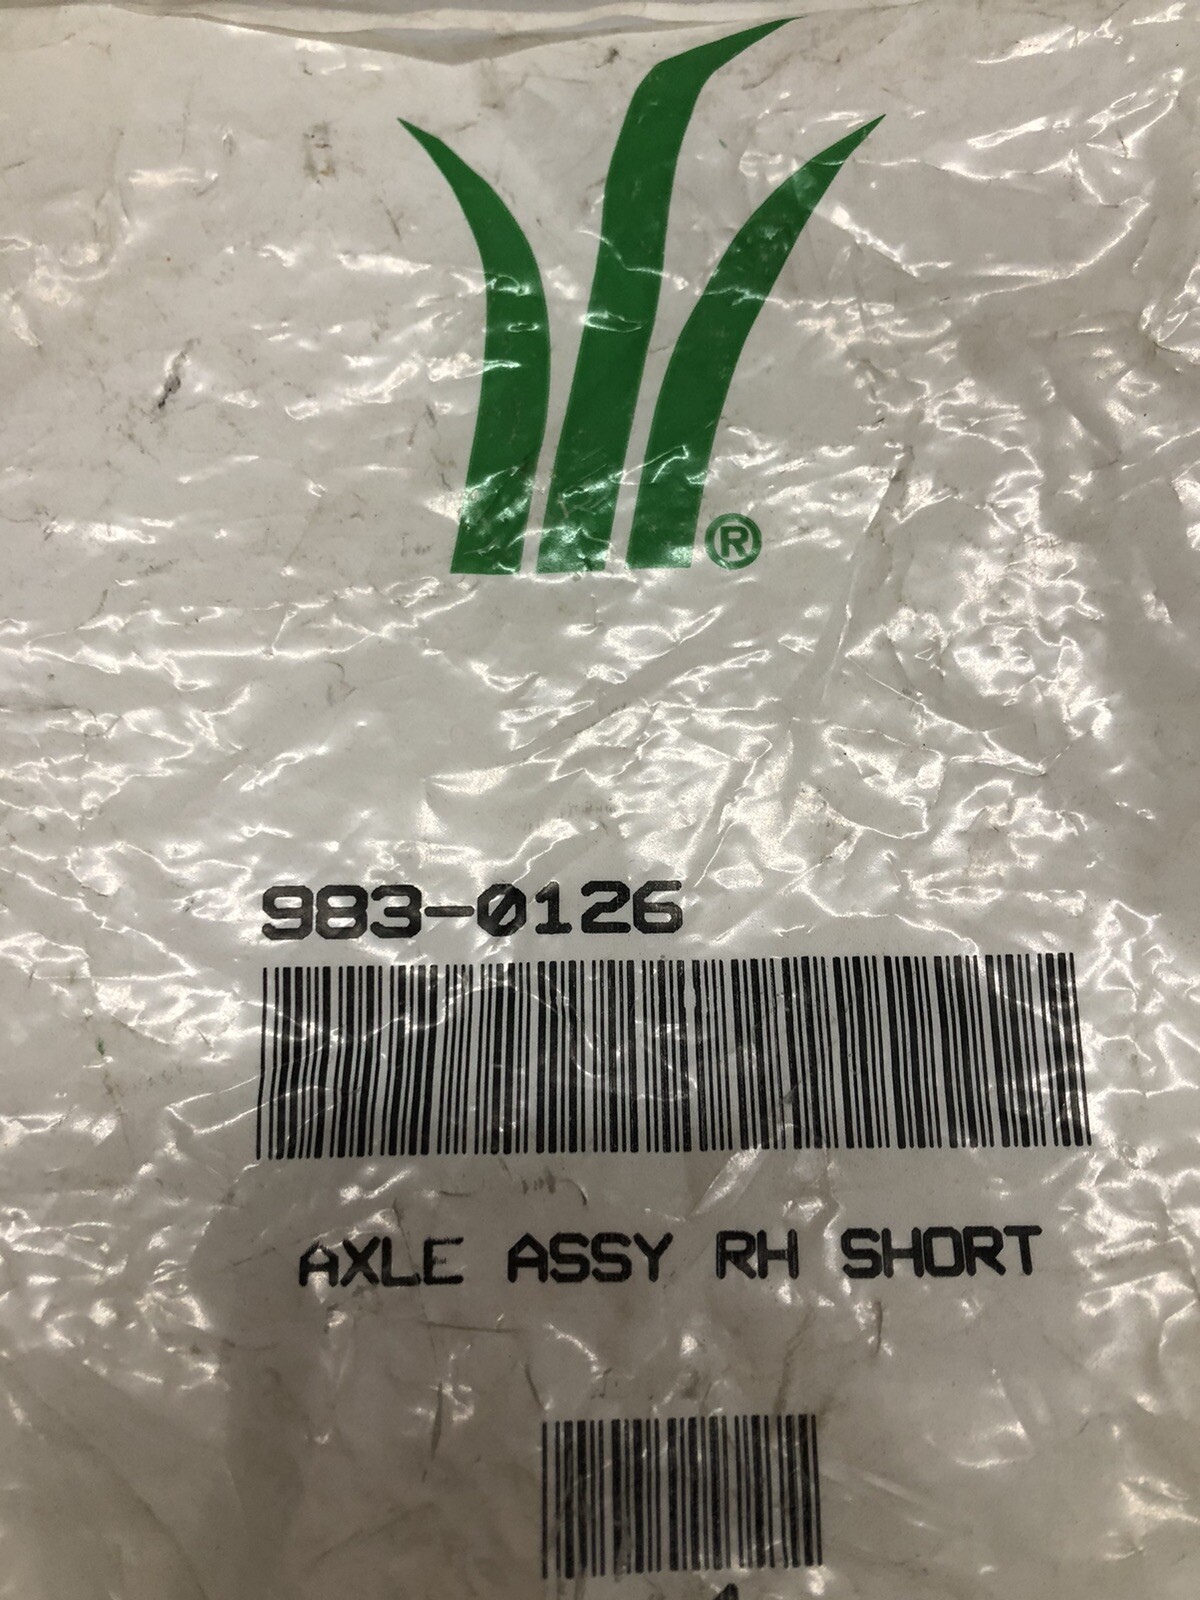 ®
983-0126
AXLE ASSY RH SHORT